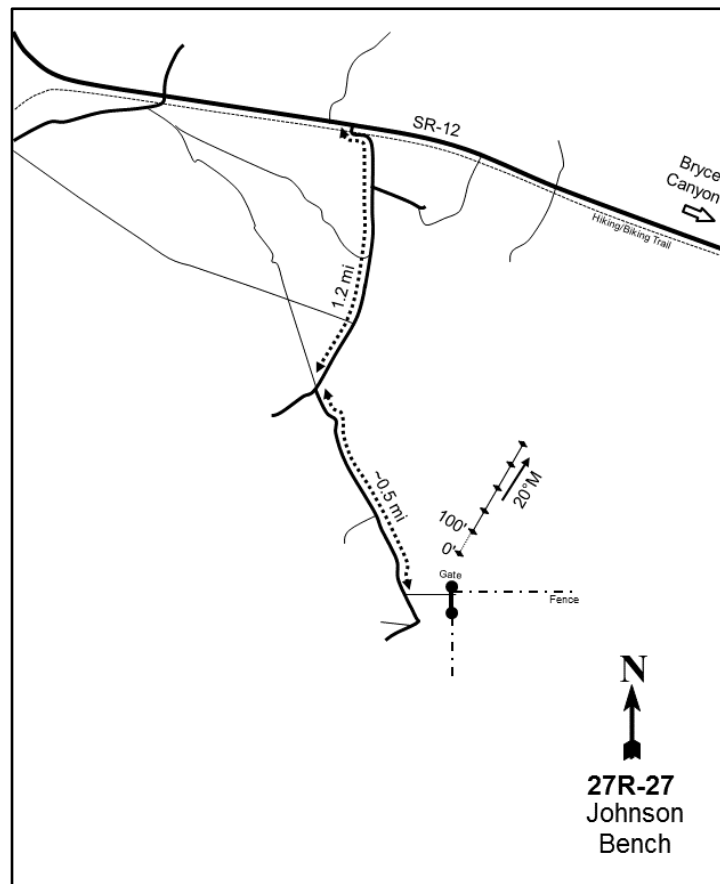 SR-12
Bryce
Canyon
Hiking/Biking Trail
1.2 mi
~0.5 mi
20°M
100'
0'
Gate
Fence
N
27R-27
Johnson
Bench